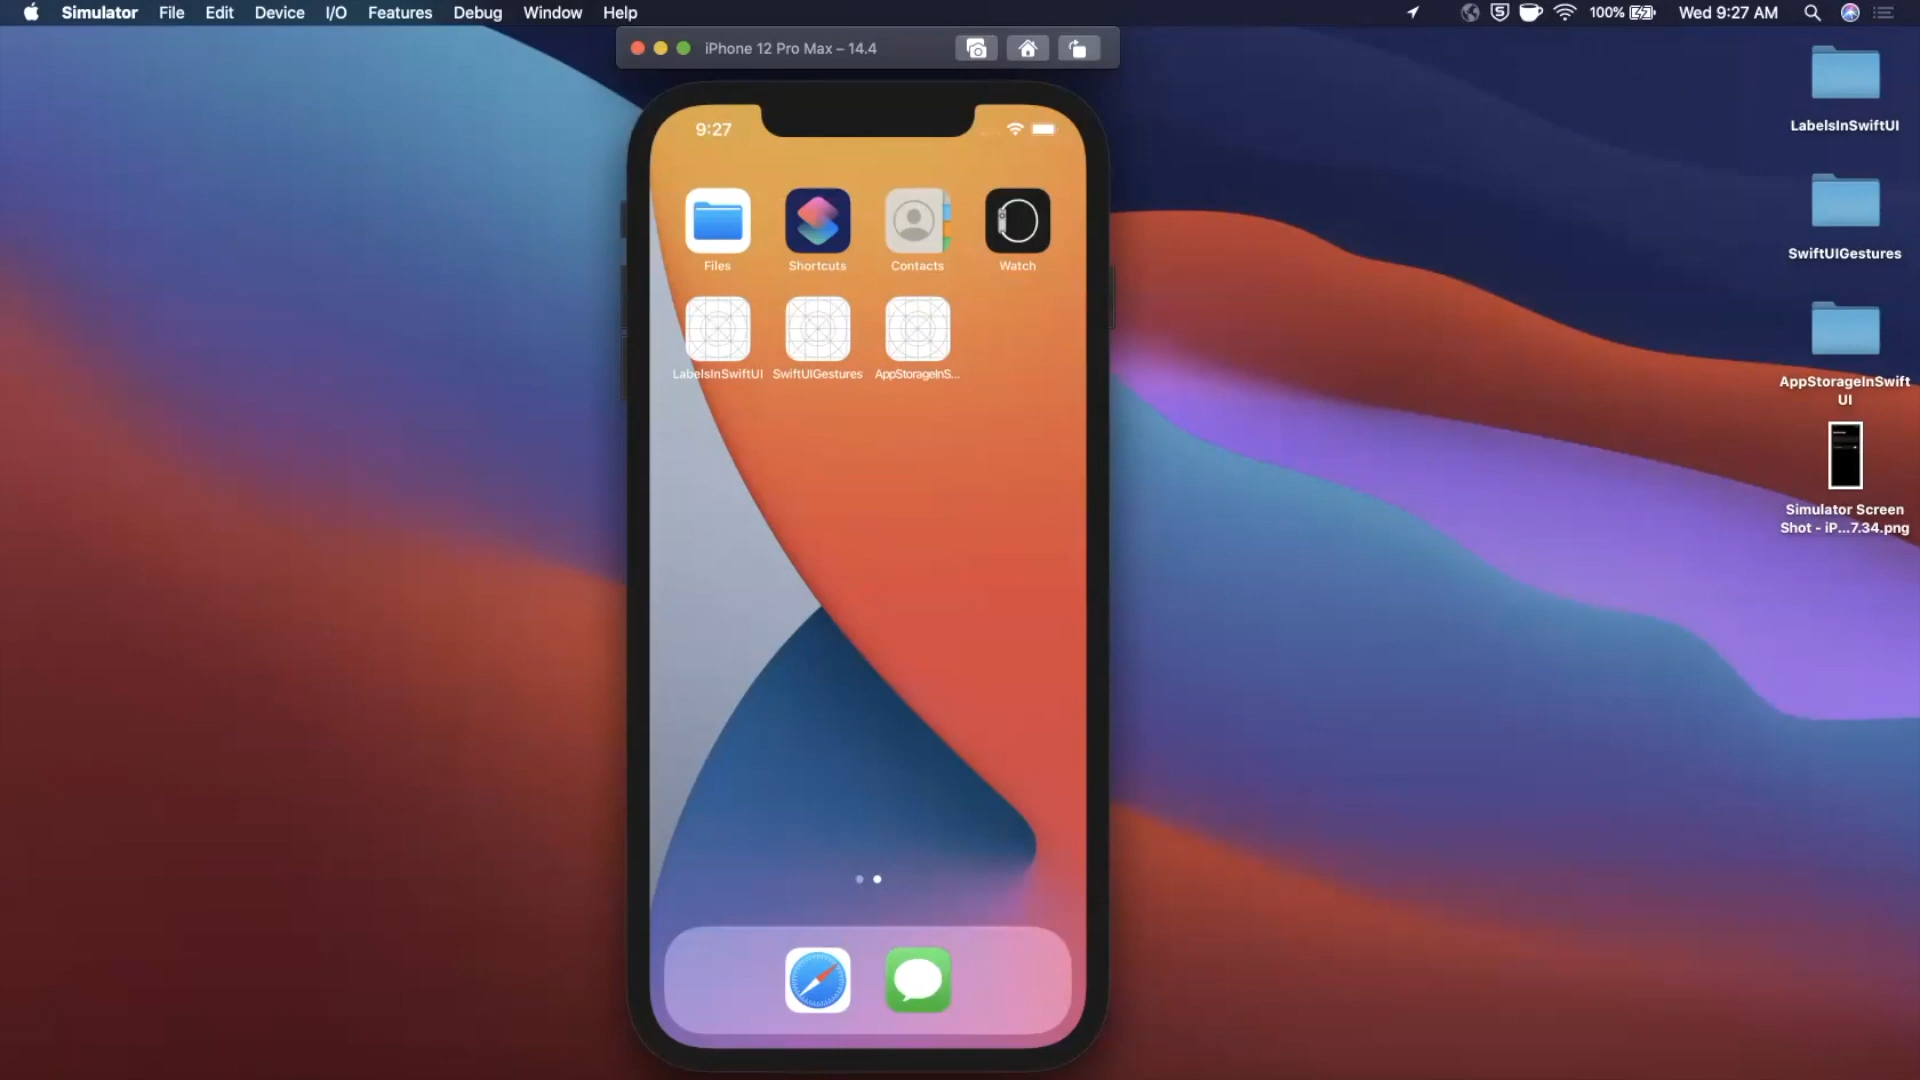 Simulator File Edit Device I/O Features Debug Window Help
100% Wed 9:27 AM
iPhone 12 Pro Max – 14.4
9:27
Files Shortcuts Contacts Watch
LabelsInSwiftUI SwiftUIGestures AppStorageInS...
LabelsInSwiftUI
SwiftUIGestures
AppStorageInSwift
UI
Simulator Screen
Shot - iP...7.34.png